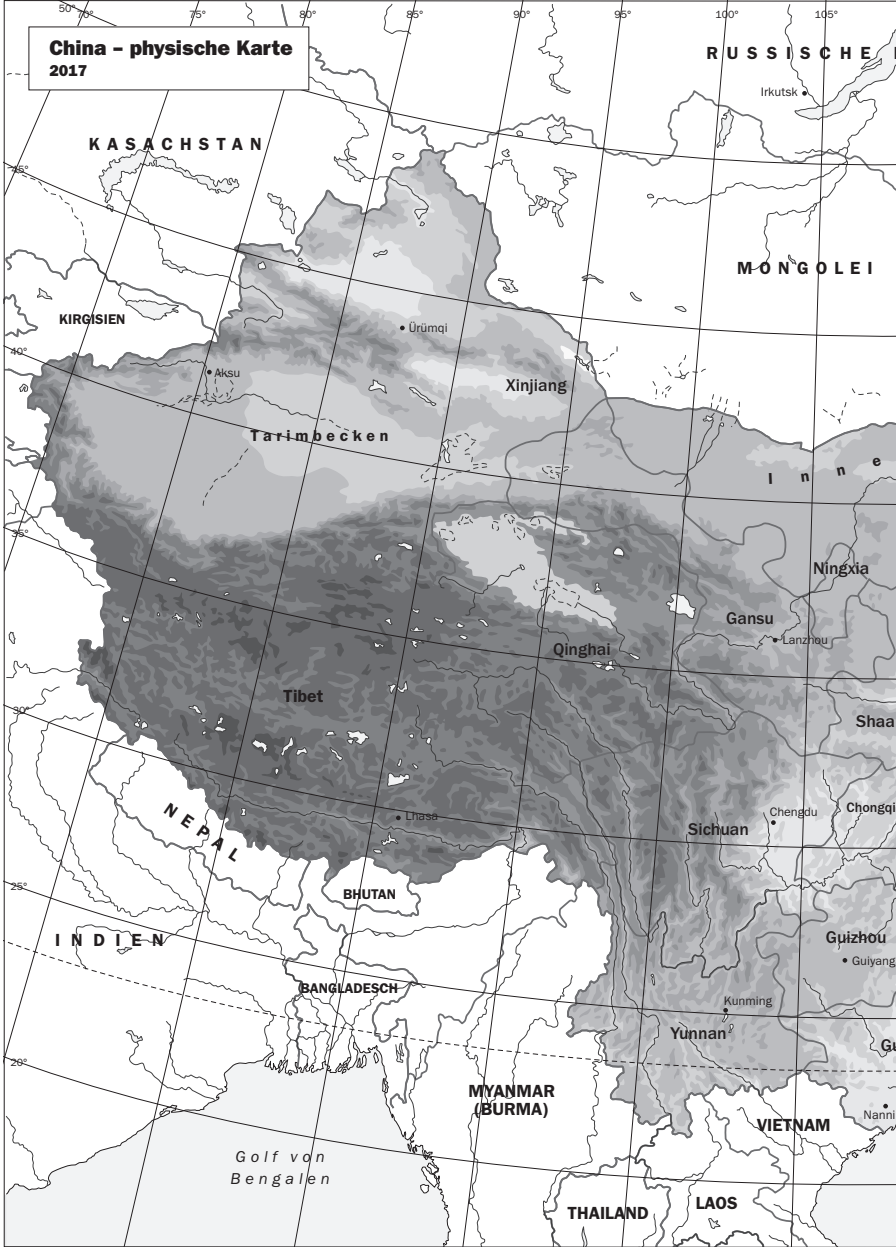 50° 70° 75° 80° 85° 90° 95° 100° 105°
China – physische Karte
2017
RUSSISCHE
Irkutsk
KASACHSTAN
45°
MONGOLEI
KIRGISIEN
Ürümqi
40°
Aksu
Xinjiang
Tarimbecken
Inne
35°
Ningxia
Gansu
Lanzhou
Qinghai
Tibet
30°
Shaa
Chongqi
Chengdu
Lhasa
Sichuan
NEPAL
25°
BHUTAN
INDIEN
Guizhou
Guiyang
BANGLADESCH
Kunming
Yunnan
Gu
20°
MYANMAR
(BURMA)
Nanni
VIETNAM
Golf von
Bengalen
THAILAND
LAOS